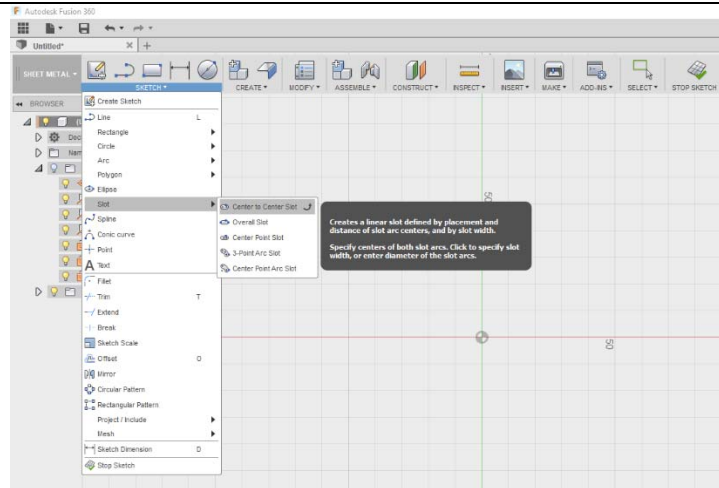 Autodesk Fusion 360
Untitled*
SHEET METAL
SKETCH
CREATE
MODIFY
ASSEMBLE
CONSTRUCT
INSPECT
INSERT
MAKE
ADD-INS
SELECT
STOP SKETCH
BROWSER
Create Sketch
Line L
Rectangle
Circle
Arc
Polygon
Ellipse
Slot
Spline
Conic curve
Point
Text
Fillet
Trim T
Extend
Break
Sketch Scale
Offset O
Mirror
Circular Pattern
Rectangular Pattern
Project / Include
Mesh
Sketch Dimension D
Stop Sketch
Center to Center Slot
Overall Slot
Center Point Slot
3-Point Arc Slot
Center Point Arc Slot
Creates a linear slot defined by placement and
distance of slot arc centers, and by slot width.
Specify centers of both slot arcs. Click to specify slot
width, or enter diameter of the slot arcs.
50
50